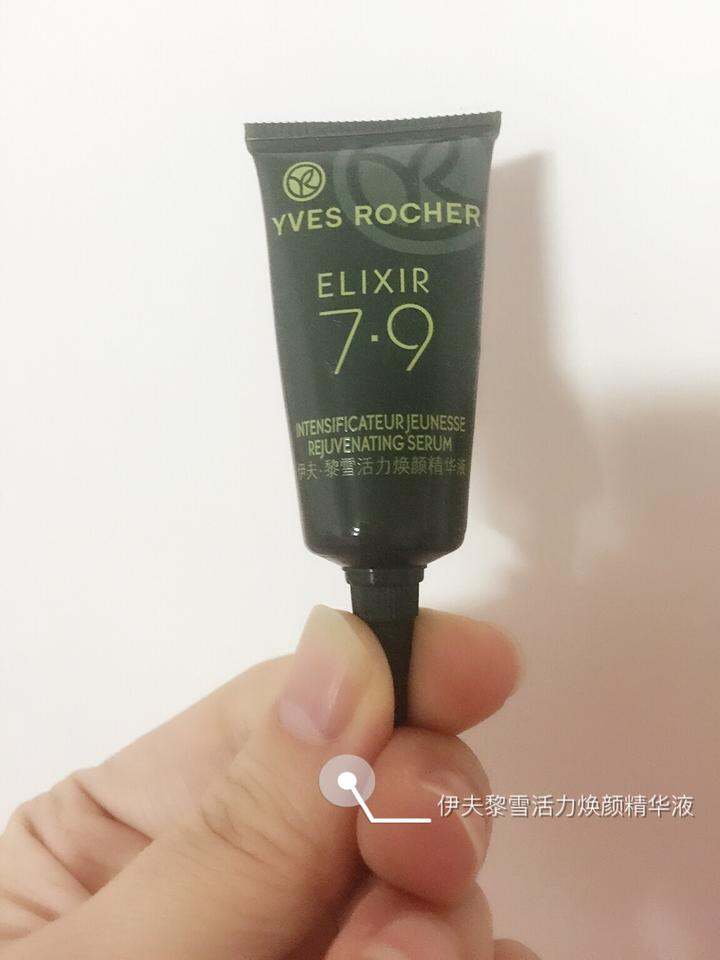 YVES ROCHER
ELIXIR
7·9
INTENSIFICATEUR JEUNESSE
REJUVENATING SERUM
伊夫·黎雪活力焕颜精华液
伊夫黎雪活力焕颜精华液